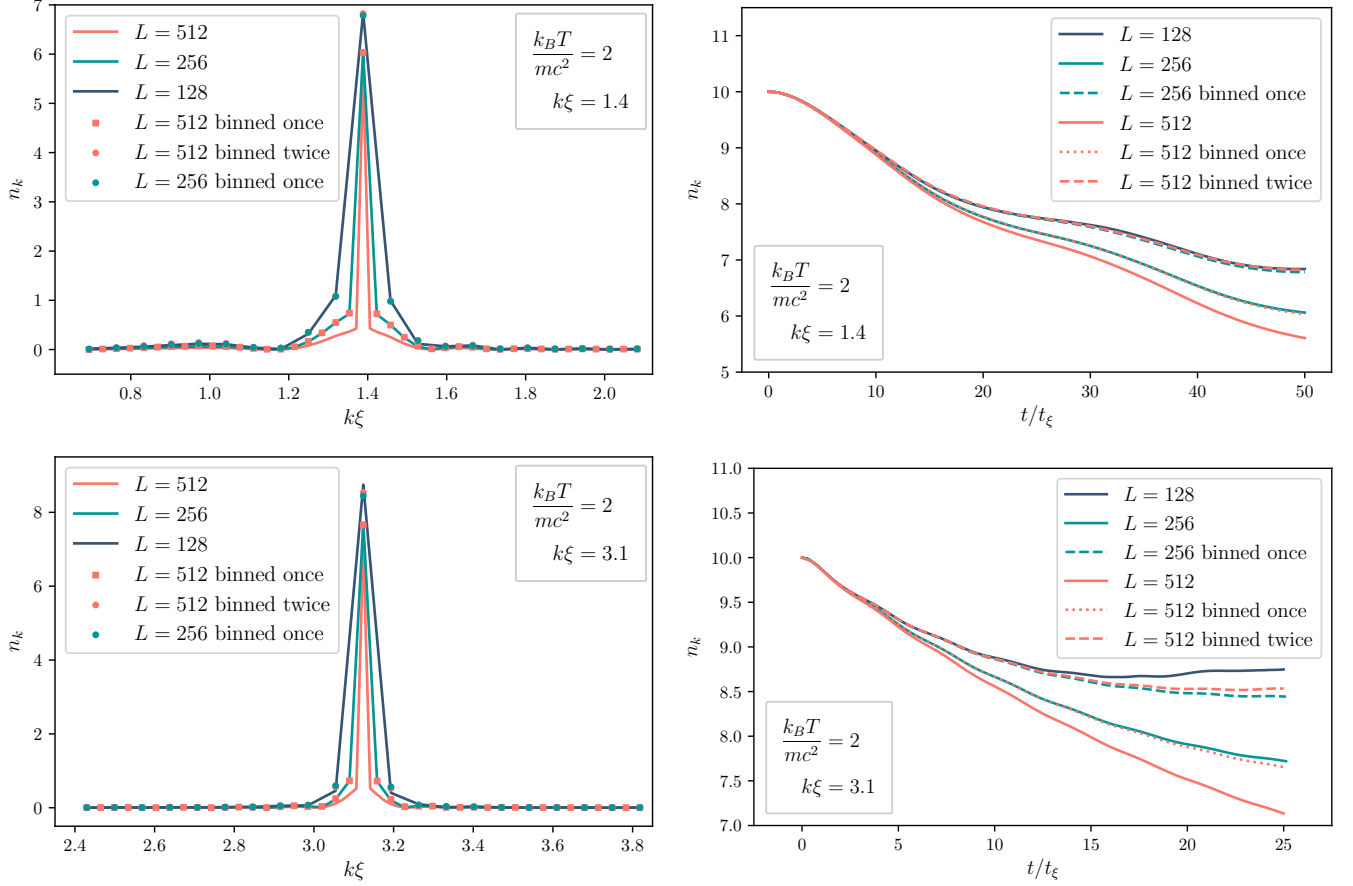 7
6
5
4
3
2
1
0
n_k
0.8 1.0 1.2 1.4 1.6 1.8 2.0
kξ
L = 512
L = 256
L = 128
L = 512 binned once
L = 512 binned twice
L = 256 binned once
k_BT/mc² = 2
kξ = 1.4
11
10
9
8
7
6
5
n_k
0 10 20 30 40 50
t/t_ξ
L = 128
L = 256
L = 256 binned once
L = 512
L = 512 binned once
L = 512 binned twice
k_BT/mc² = 2
kξ = 1.4
8
6
4
2
0
n_k
2.4 2.6 2.8 3.0 3.2 3.4 3.6 3.8
kξ
L = 512
L = 256
L = 128
L = 512 binned once
L = 512 binned twice
L = 256 binned once
k_BT/mc² = 2
kξ = 3.1
11.0
10.5
10.0
9.5
9.0
8.5
8.0
7.5
7.0
n_k
0 5 10 15 20 25
t/t_ξ
L = 128
L = 256
L = 256 binned once
L = 512
L = 512 binned once
L = 512 binned twice
k_BT/mc² = 2
kξ = 3.1